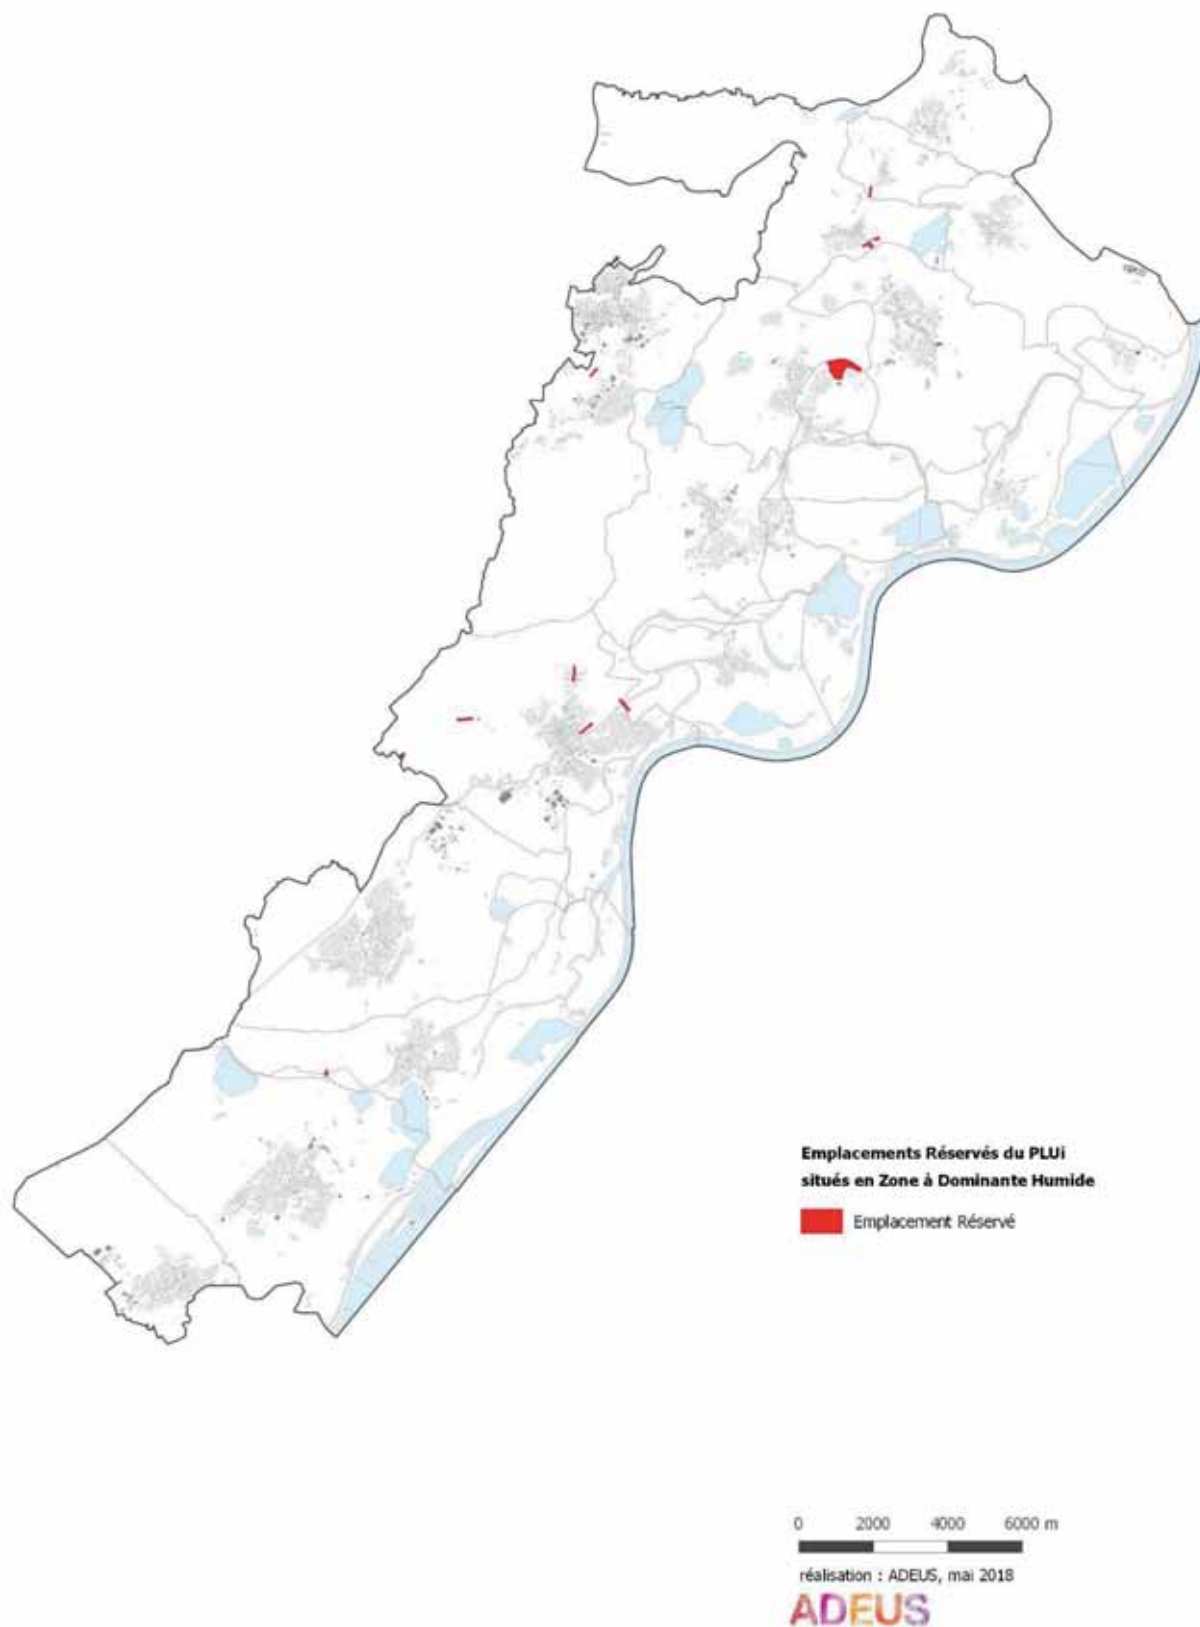 Emplacements Réservés du PLUi
situés en Zone à Dominante Humide
Emplacement Réservé
0 2000 4000 6000 m
réalisation : ADEUS, mai 2018
ADEUS